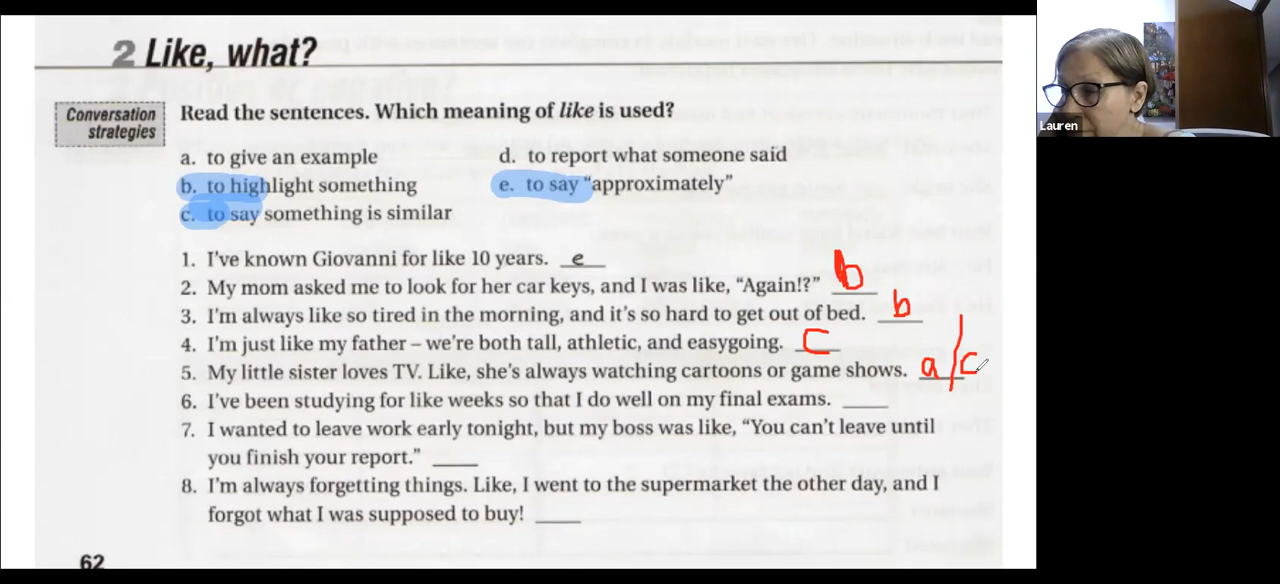 2 Like, what?
Conversation strategies
Read the sentences. Which meaning of like is used?
a. to give an example
d. to report what someone said
b. to highlight something
e. to say “approximately”
c. to say something is similar
1. I've known Giovanni for like 10 years. e
2. My mom asked me to look for her car keys, and I was like, “Again!?” b
3. I'm always like so tired in the morning, and it's so hard to get out of bed. b
4. I'm just like my father – we're both tall, athletic, and easygoing. c
5. My little sister loves TV. Like, she's always watching cartoons or game shows. a/c
6. I've been studying for like weeks so that I do well on my final exams. ____
7. I wanted to leave work early tonight, but my boss was like, “You can't leave until
you finish your report.” ____
8. I'm always forgetting things. Like, I went to the supermarket the other day, and I
forgot what I was supposed to buy! ____
62
Lauren